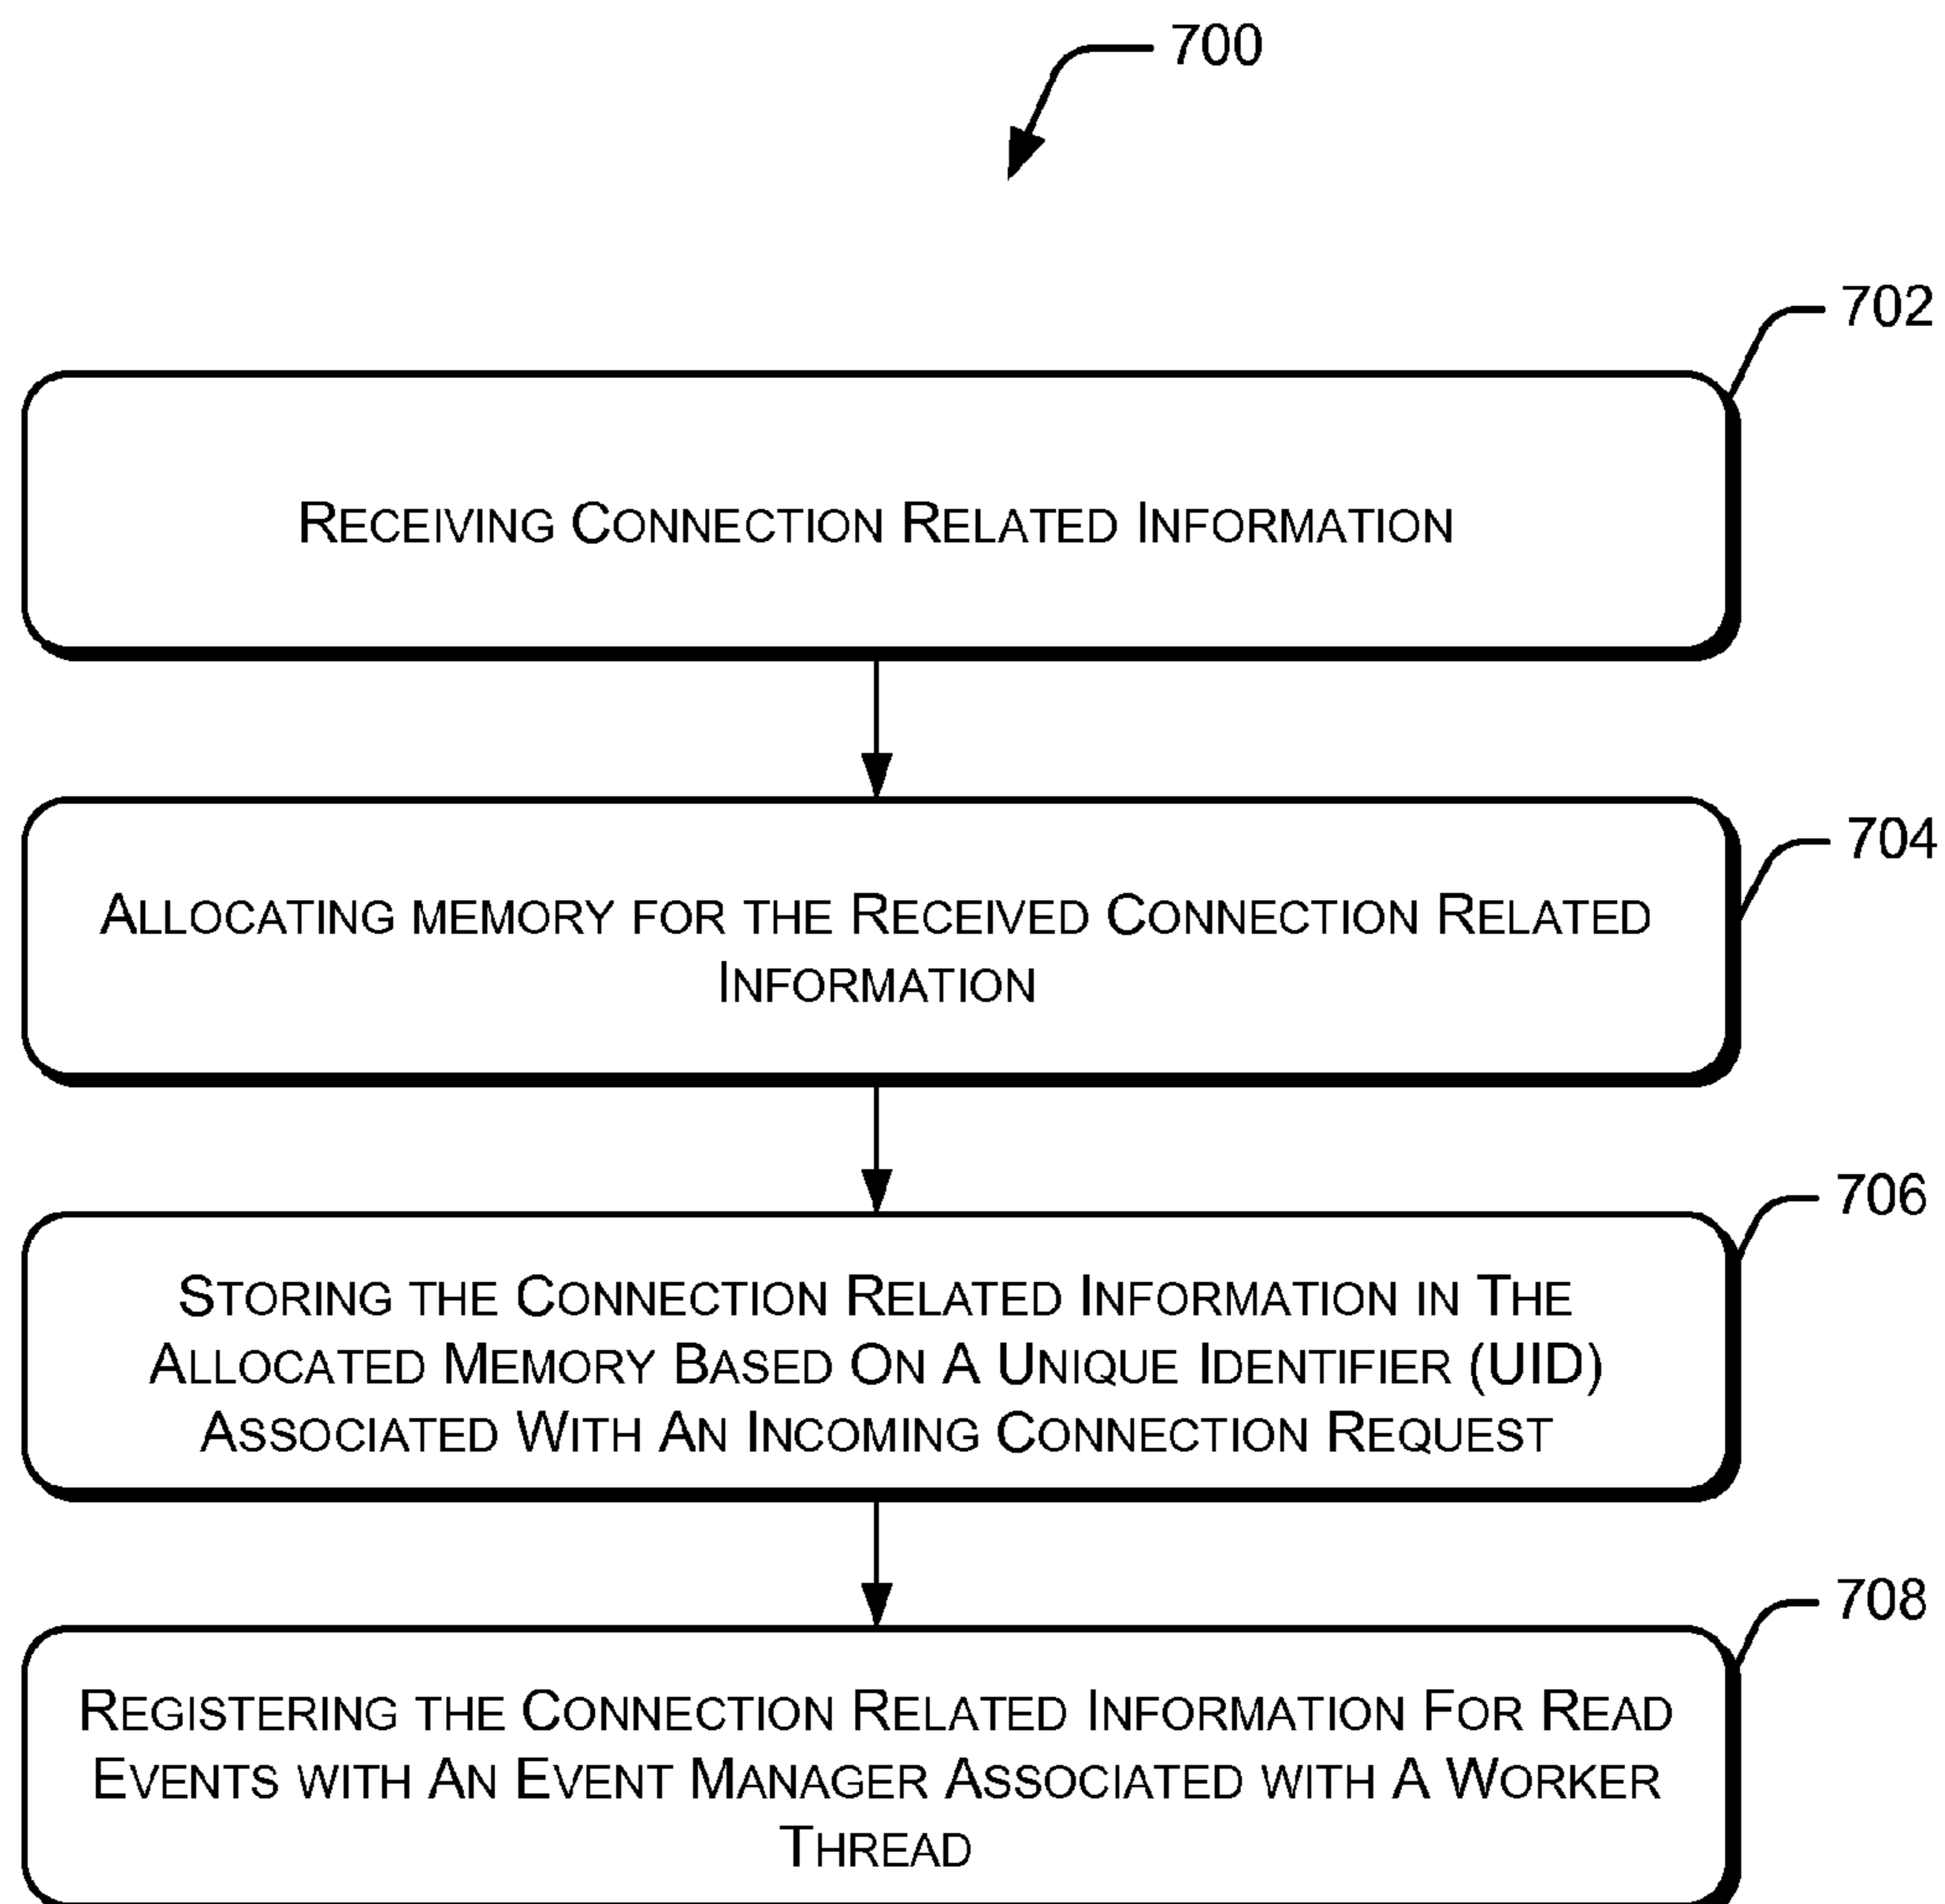 700
702
RECEIVING CONNECTION RELATED INFORMATION
704
ALLOCATING MEMORY FOR THE RECEIVED CONNECTION RELATED
INFORMATION
706
STORING THE CONNECTION RELATED INFORMATION IN THE
ALLOCATED MEMORY BASED ON A UNIQUE IDENTIFIER (UID)
ASSOCIATED WITH AN INCOMING CONNECTION REQUEST
708
REGISTERING THE CONNECTION RELATED INFORMATION FOR READ
EVENTS WITH AN EVENT MANAGER ASSOCIATED WITH A WORKER
THREAD